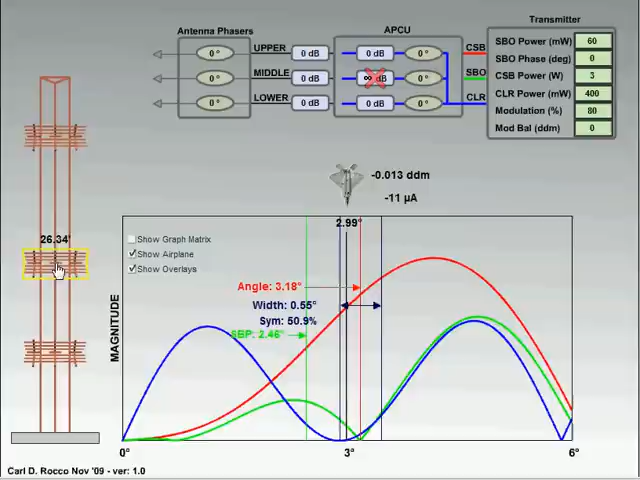 Transmitter
Antenna Phasers
APCU
UPPER
MIDDLE
LOWER
0 °
0 °
0 °
0 dB
0 dB
0 dB
0 dB
∞ dB
0 dB
0 °
0 °
0 °
CSB
SBO
CLR
SBO Power (mW) 60
SBO Phase (deg) 0
CSB Power (W) 3
CLR Power (mW) 400
Modulation (%) 80
Mod Bal (ddm) 0
-0.013 ddm
-11 µA
2.99°
26.34'
Show Graph Matrix
Show Airplane
Show Overlays
Angle: 3.18°
Width: 0.55°
Sym: 50.9%
SBP: 2.46°
MAGNITUDE
0°
3°
6°
Carl D. Rocco Nov '09 - ver: 1.0